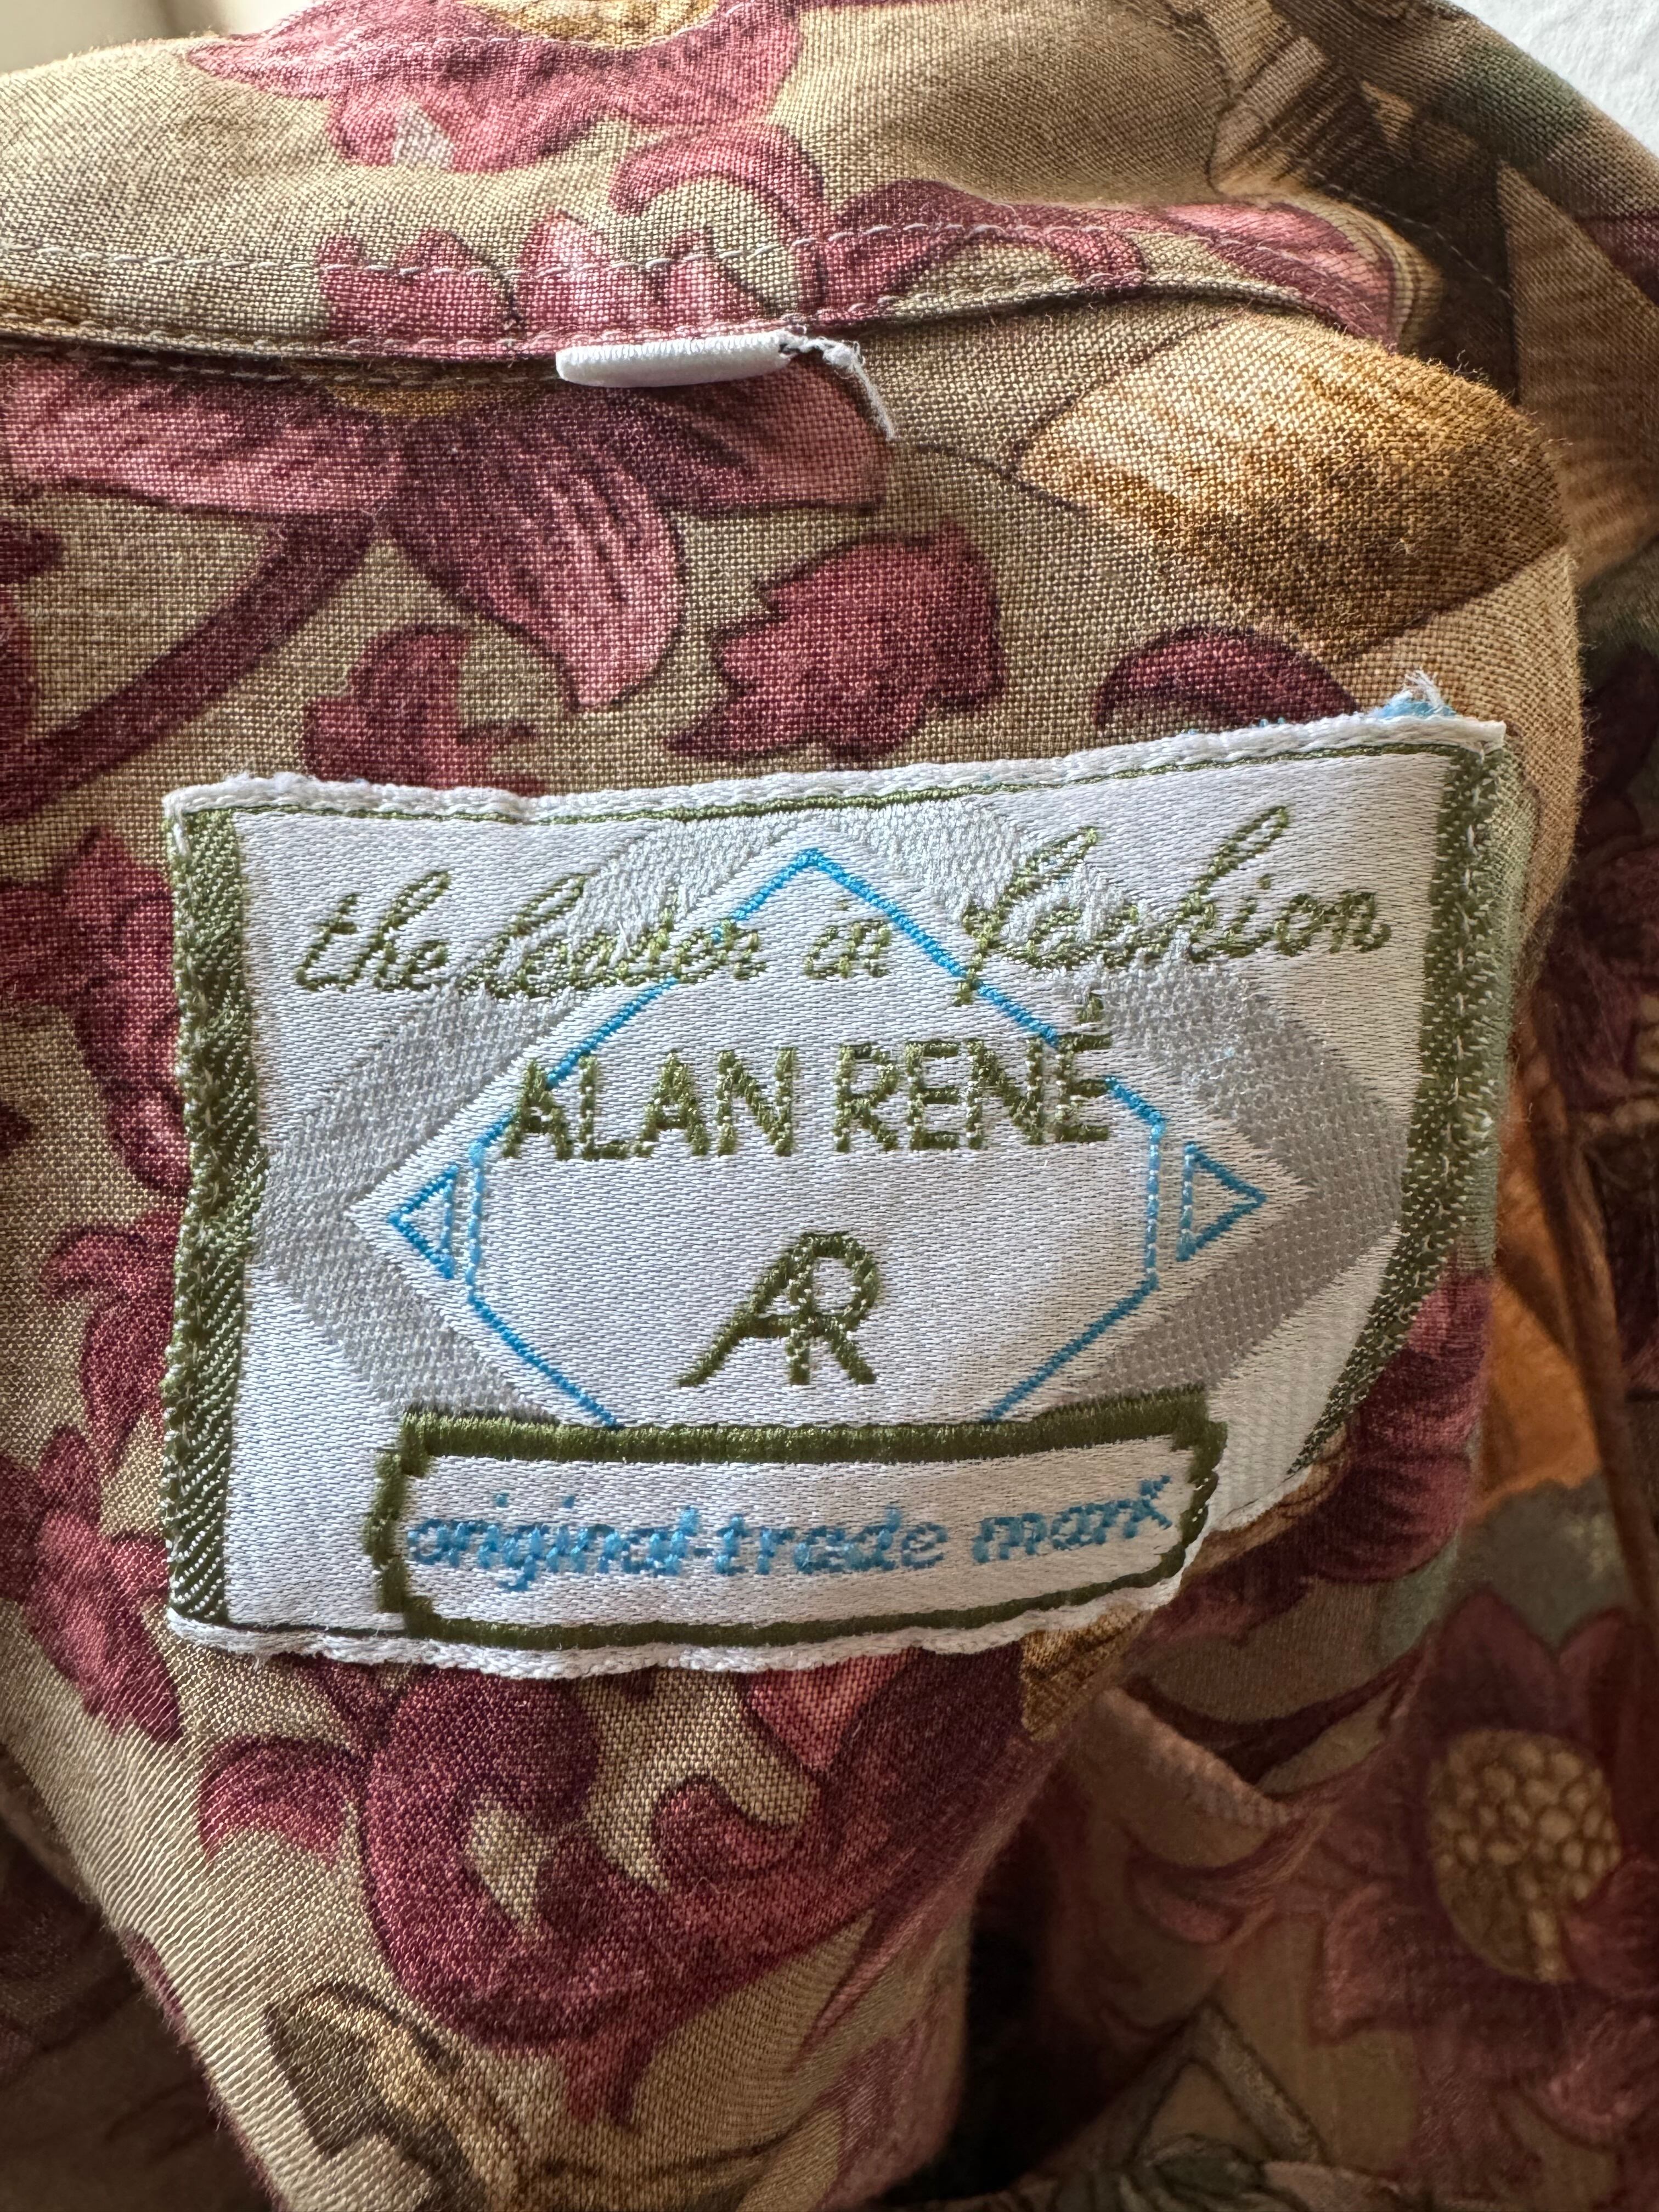 the leader in fashion
ALAN RENÉ
AR
original-trade mark